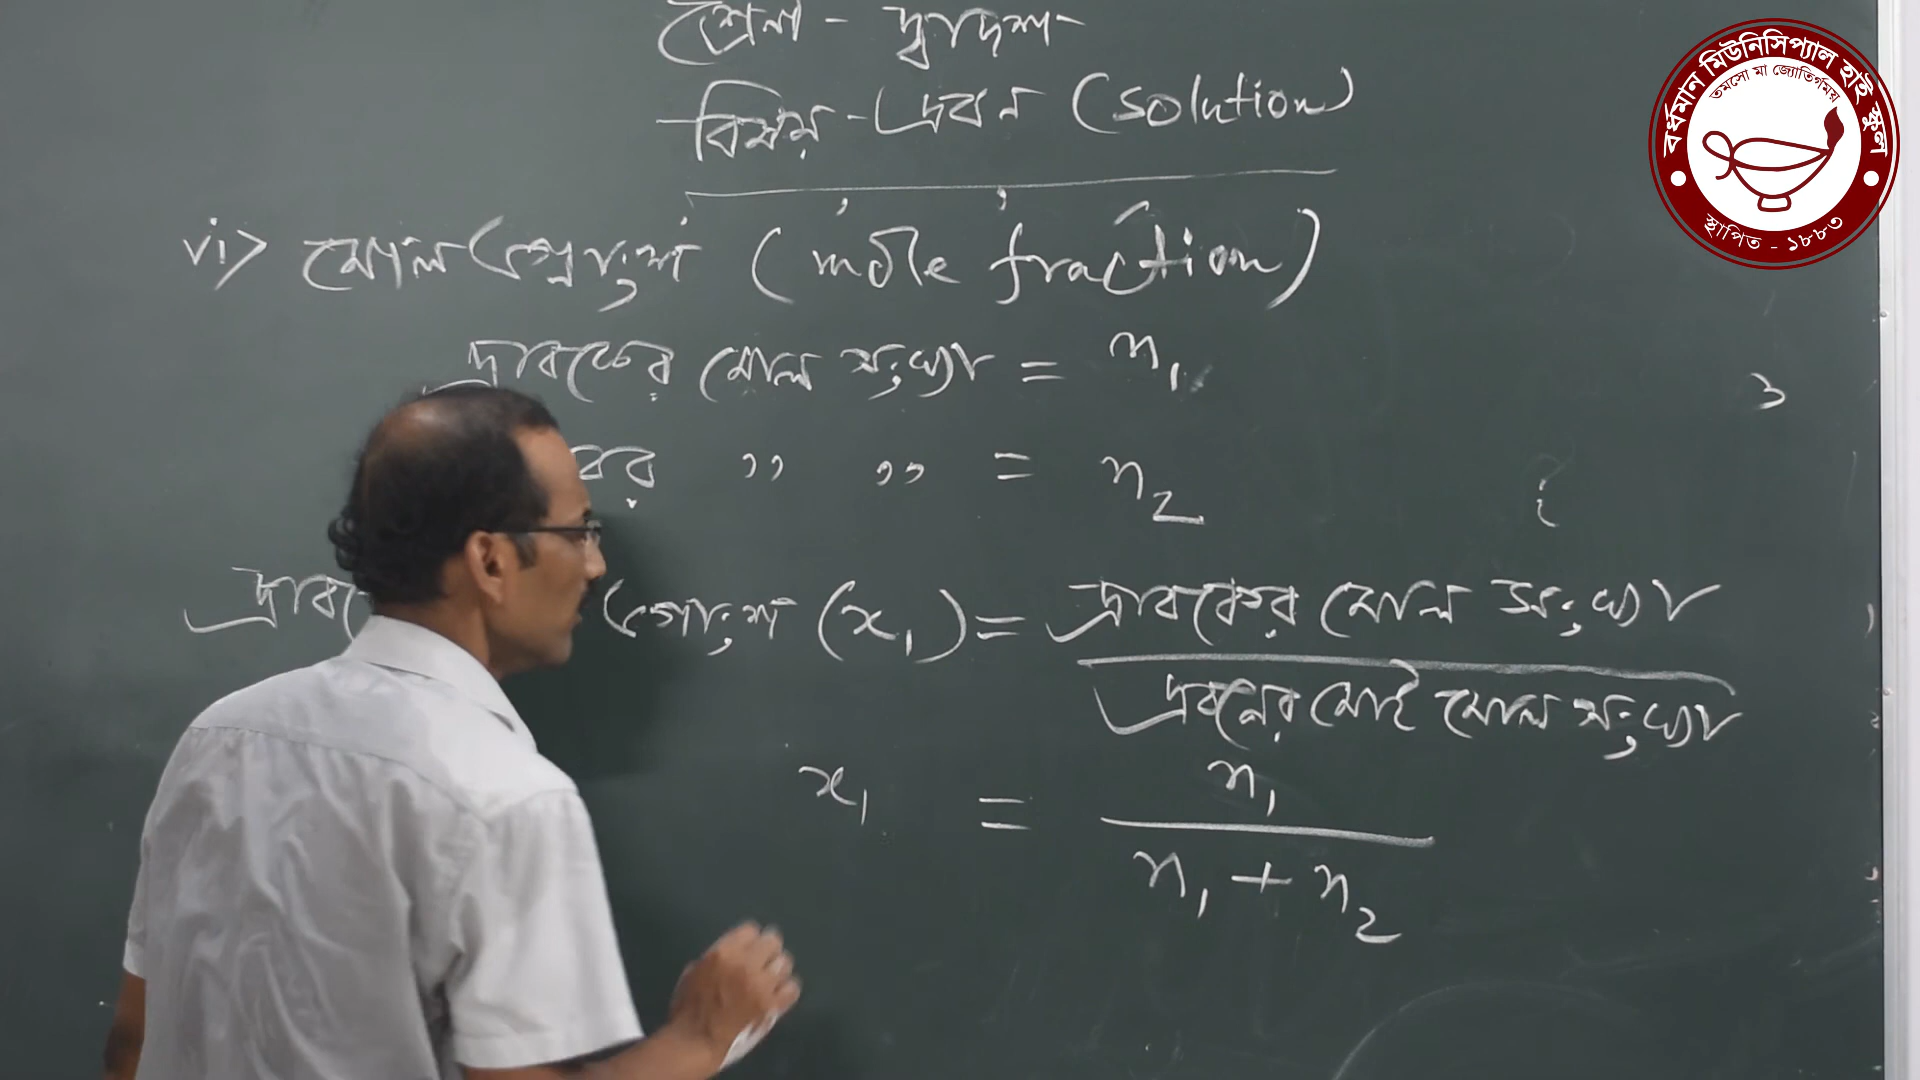 শ্রেণী - দ্বাদশ
বিষয় - দ্রবণ (solution)
vi> মোল ভগ্নাংশ (mole fraction)
দ্রাবকের মোল সংখ্যা = n₁
বের ,, ,, = n₂
ভগ্নাংশ (x₁) = দ্রাবকের মোল সংখ্যা
দ্রবণের মোট মোল সংখ্যা
x₁ = n₁
n₁ + n₂
বর্ধমান মিউনিসিপ্যাল হাই স্কুল
তমসো মা জ্যোতির্গময়
স্থাপিত - ১৮৮৩